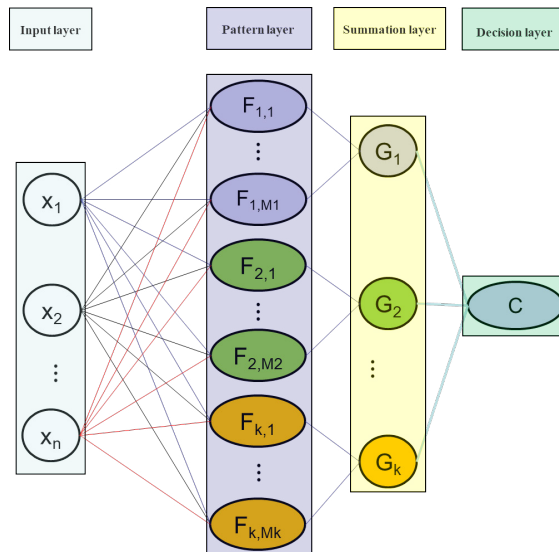 Input layer
Pattern layer
Summation layer
Decision layer
x1
x2
⋮
xn
F1,1
⋮
F1,M1
F2,1
⋮
F2,M2
Fk,1
⋮
Fk,Mk
G1
G2
⋮
Gk
C